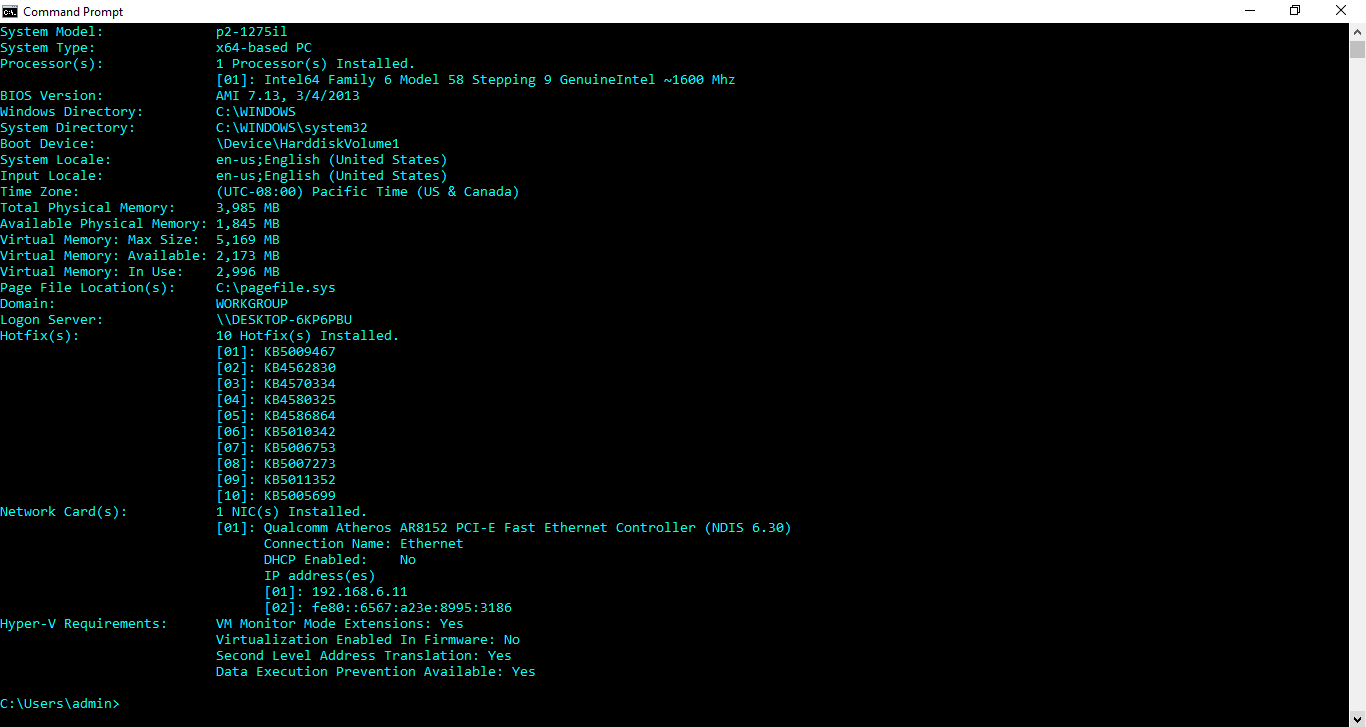 Command Prompt
System Model:              p2-1275il
System Type:               x64-based PC
Processor(s):              1 Processor(s) Installed.
                           [01]: Intel64 Family 6 Model 58 Stepping 9 GenuineIntel ~1600 Mhz
BIOS Version:              AMI 7.13, 3/4/2013
Windows Directory:         C:\WINDOWS
System Directory:          C:\WINDOWS\system32
Boot Device:               \Device\HarddiskVolume1
System Locale:             en-us;English (United States)
Input Locale:              en-us;English (United States)
Time Zone:                 (UTC-08:00) Pacific Time (US & Canada)
Total Physical Memory:     3,985 MB
Available Physical Memory: 1,845 MB
Virtual Memory: Max Size:  5,169 MB
Virtual Memory: Available: 2,173 MB
Virtual Memory: In Use:    2,996 MB
Page File Location(s):     C:\pagefile.sys
Domain:                    WORKGROUP
Logon Server:              \\DESKTOP-6KP6PBU
Hotfix(s):                 10 Hotfix(s) Installed.
                           [01]: KB5009467
                           [02]: KB4562830
                           [03]: KB4570334
                           [04]: KB4580325
                           [05]: KB4586864
                           [06]: KB5010342
                           [07]: KB5006753
                           [08]: KB5007273
                           [09]: KB5011352
                           [10]: KB5005699
Network Card(s):           1 NIC(s) Installed.
                           [01]: Qualcomm Atheros AR8152 PCI-E Fast Ethernet Controller (NDIS 6.30)
                                 Connection Name: Ethernet
                                 DHCP Enabled:    No
                                 IP address(es)
                                 [01]: 192.168.6.11
                                 [02]: fe80::6567:a23e:8995:3186
Hyper-V Requirements:      VM Monitor Mode Extensions: Yes
                           Virtualization Enabled In Firmware: No
                           Second Level Address Translation: Yes
                           Data Execution Prevention Available: Yes
C:\Users\admin>